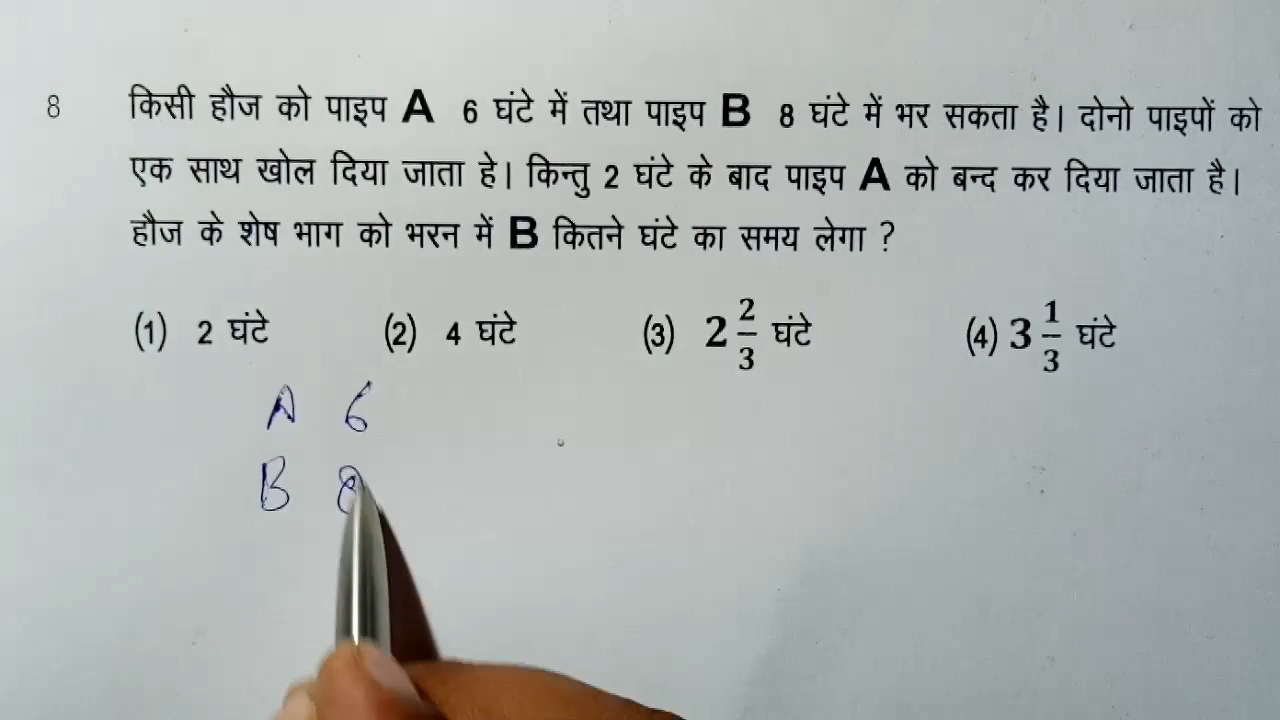 8 किसी हौज को पाइप A 6 घंटे में तथा पाइप B 8 घंटे में भर सकता है। दोनो पाइपों को
एक साथ खोल दिया जाता हे। किन्तु 2 घंटे के बाद पाइप A को बन्द कर दिया जाता है।
हौज के शेष भाग को भरन में B कितने घंटे का समय लेगा ?
(1) 2 घंटे (2) 4 घंटे (3) 2 2/3 घंटे (4) 3 1/3 घंटे
A 6
B 8